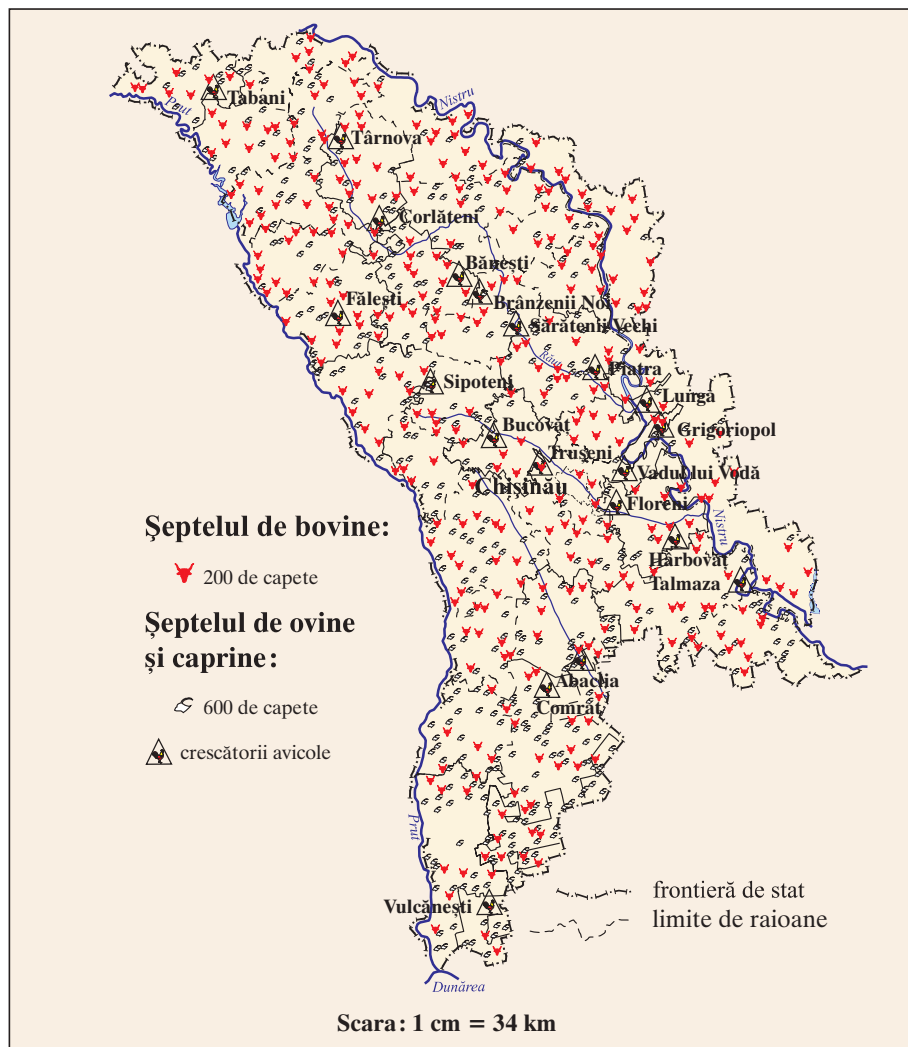 Nistru
Prut
Tabani
Târnova
Corlăteni
Bănești
Fălești
Brânzenii Noi
Sărătenii Vechi
Răut
Piatra
Sipoteni
Lunga
Bucovăț
Grigoriopol
Trușeni
Vadul lui Vodă
Chișinău
Floreni
Nistru
Hârbovăț
Talmaza
Șeptelul de bovine:
200 de capete
Șeptelul de ovine
și caprine:
600 de capete
crescătorii avicole
Abaclia
Comrat
Prut
Vulcănești
frontieră de stat
limite de raioane
Dunărea
Scara: 1 cm = 34 km